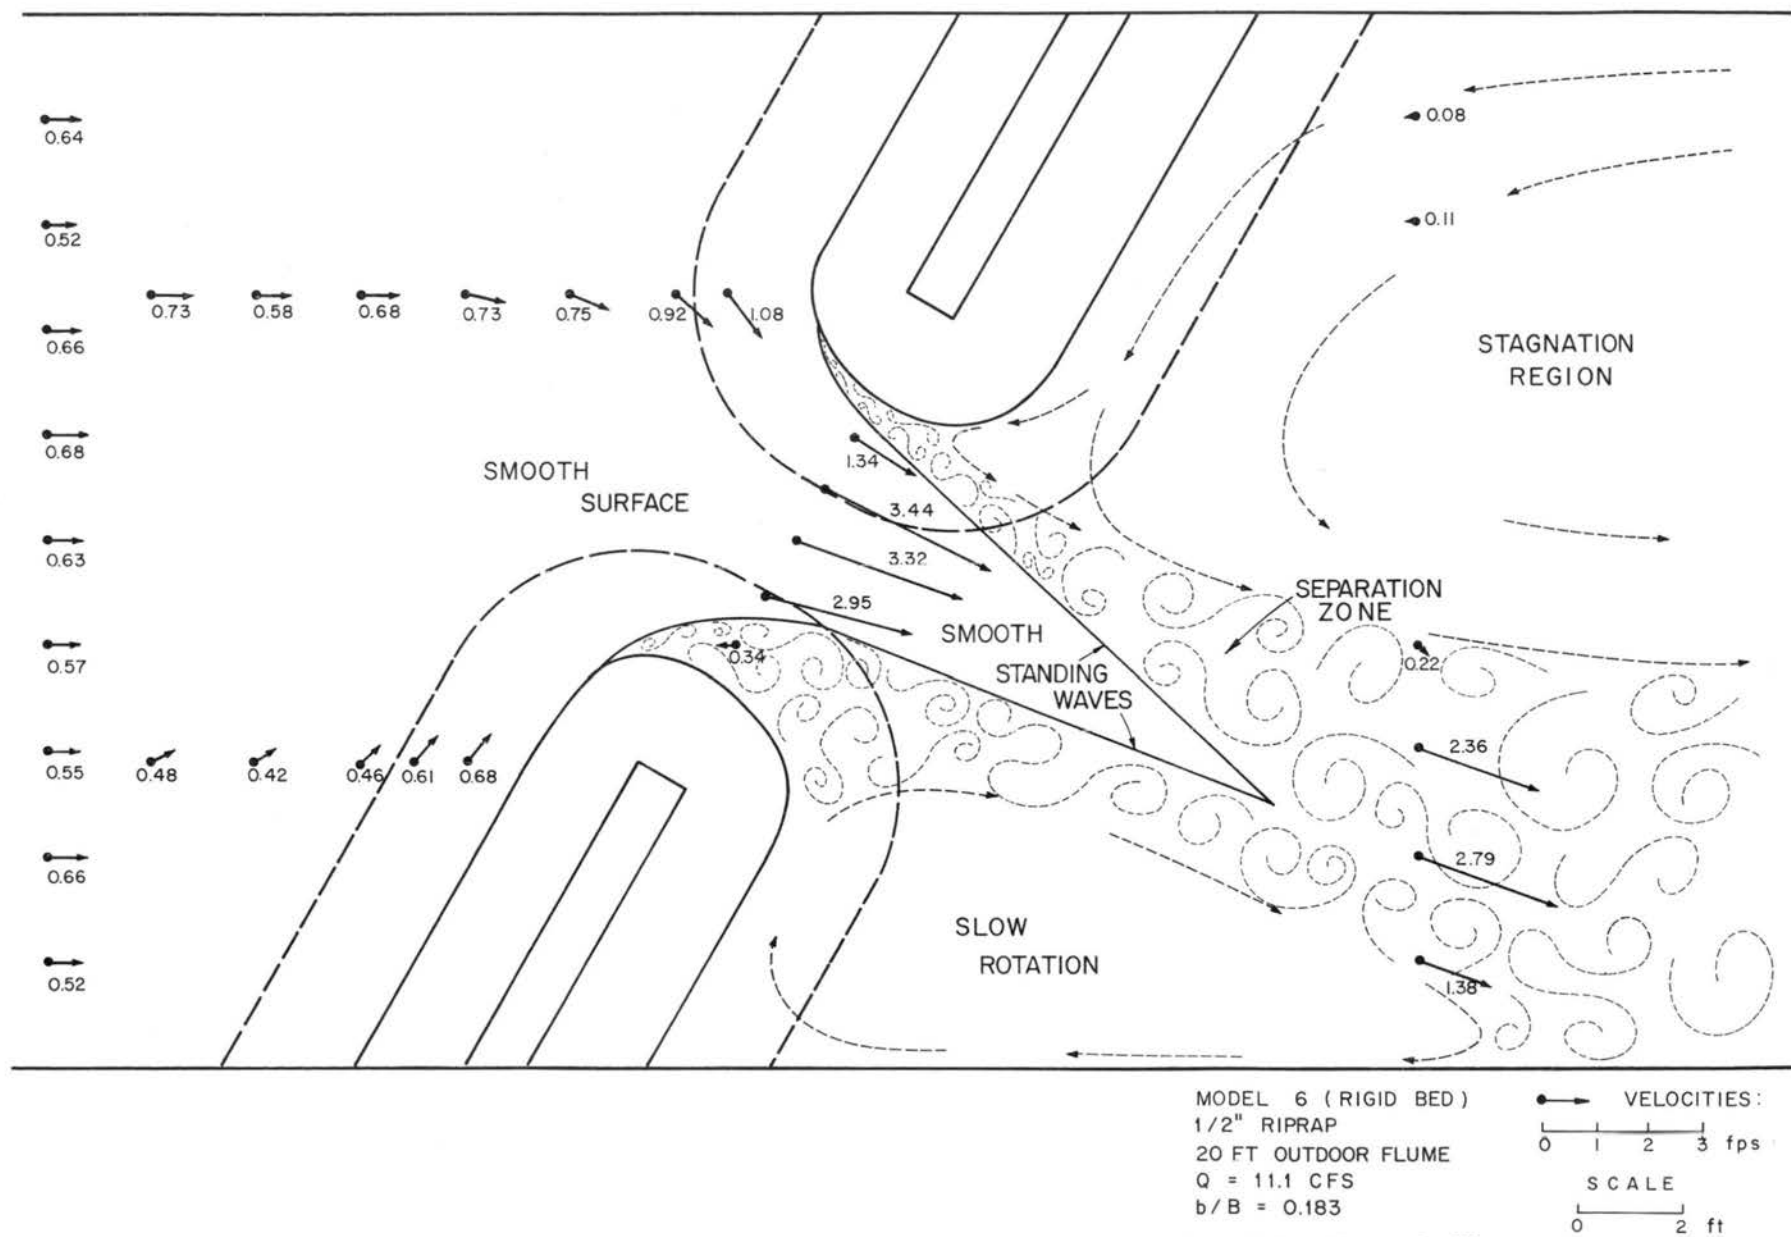 0.64
0.08
0.52
0.11
0.73
0.58
0.68
0.73
0.75
0.92
1.08
0.66
STAGNATION
REGION
0.68
1.34
SMOOTH
SURFACE
3.44
0.63
3.32
SEPARATION
ZONE
2.95
SMOOTH
0.57
0.34
0.22
STANDING
WAVES
0.55
0.48
0.42
0.46
0.61
0.68
2.36
0.66
2.79
SLOW
ROTATION
0.52
1.38
MODEL 6 (RIGID BED)
1/2" RIPRAP
20 FT OUTDOOR FLUME
Q = 11.1 CFS
b/B = 0.183
VELOCITIES:
0 1 2 3 fps
SCALE
0 2 ft